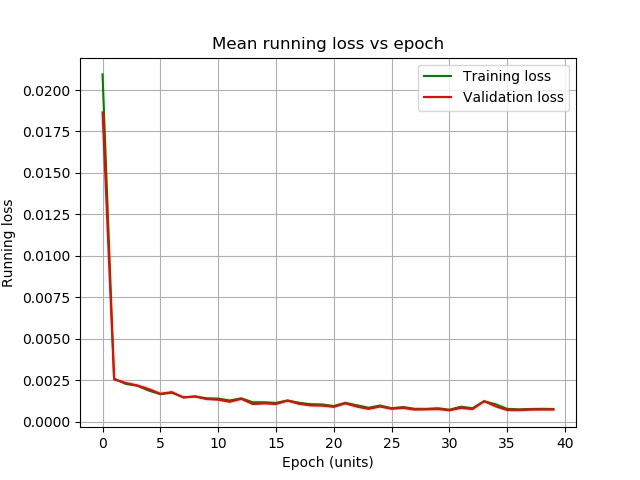 Mean running loss vs epoch
Training loss
Validation loss
0.0200
0.0175
0.0150
0.0125
0.0100
0.0075
0.0050
0.0025
0.0000
Running loss
0 5 10 15 20 25 30 35 40
Epoch (units)